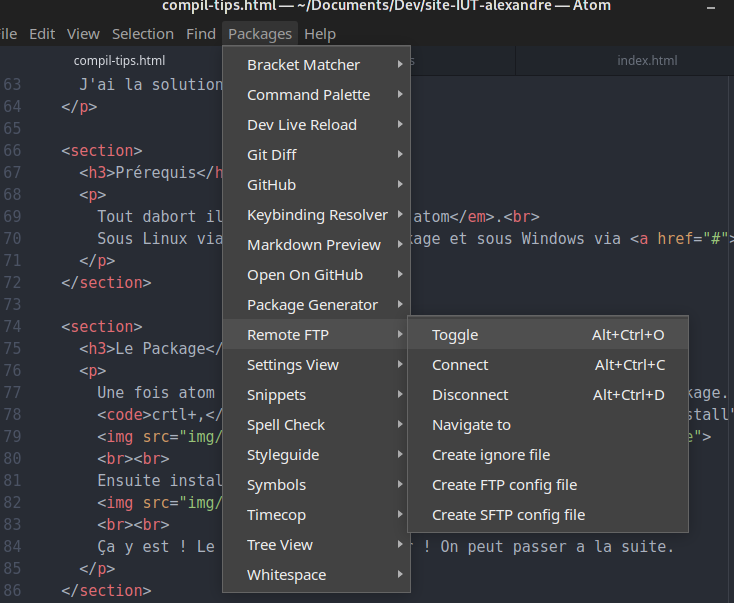 compil-tips.html — ~/Documents/Dev/site-IUT-alexandre — Atom
ile Edit View Selection Find Packages Help
compil-tips.html s index.html
63 J'ai la solution
64 </p>
65
66 <section>
67 <h3>Prérequis</h
68 <p>
69 Tout dabort il atom</em>.<br>
70 Sous Linux via kage et sous Windows via <a href="#">
71 </p>
72 </section>
73
74 <section>
75 <h3>Le Package</
76 <p>
77 Une fois atom kage.
78 <code>crtl+,</ stall"
79 <img src="img/ e">
80 <br><br>
81 Ensuite instal
82 <img src="img/
83 <br><br>
84 Ça y est ! Le r ! On peut passer a la suite.
85 </p>
86 </section>
Bracket Matcher
Command Palette
Dev Live Reload
Git Diff
GitHub
Keybinding Resolver
Markdown Preview
Open On GitHub
Package Generator
Remote FTP
Settings View
Snippets
Spell Check
Styleguide
Symbols
Timecop
Tree View
Whitespace
Toggle Alt+Ctrl+O
Connect Alt+Ctrl+C
Disconnect Alt+Ctrl+D
Navigate to
Create ignore file
Create FTP config file
Create SFTP config file